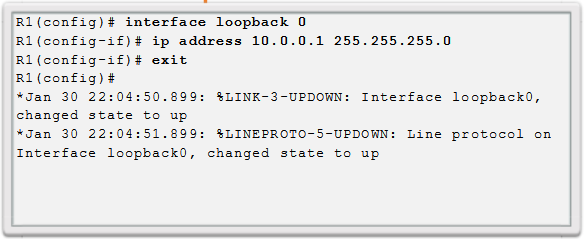 R1(config)# interface loopback 0
R1(config-if)# ip address 10.0.0.1 255.255.255.0
R1(config-if)# exit
R1(config)#
*Jan 30 22:04:50.899: %LINK-3-UPDOWN: Interface loopback0,
changed state to up
*Jan 30 22:04:51.899: %LINEPROTO-5-UPDOWN: Line protocol on
Interface loopback0, changed state to up